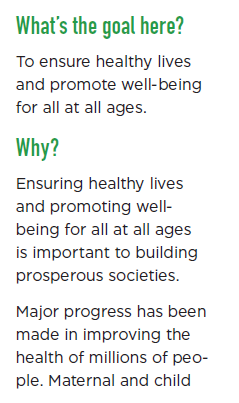 What's the goal here?
To ensure healthy lives
and promote well-being
for all at all ages.
Why?
Ensuring healthy lives
and promoting well-
being for all at all ages
is important to building
prosperous societies.
Major progress has been
made in improving the
health of millions of peo-
ple. Maternal and child